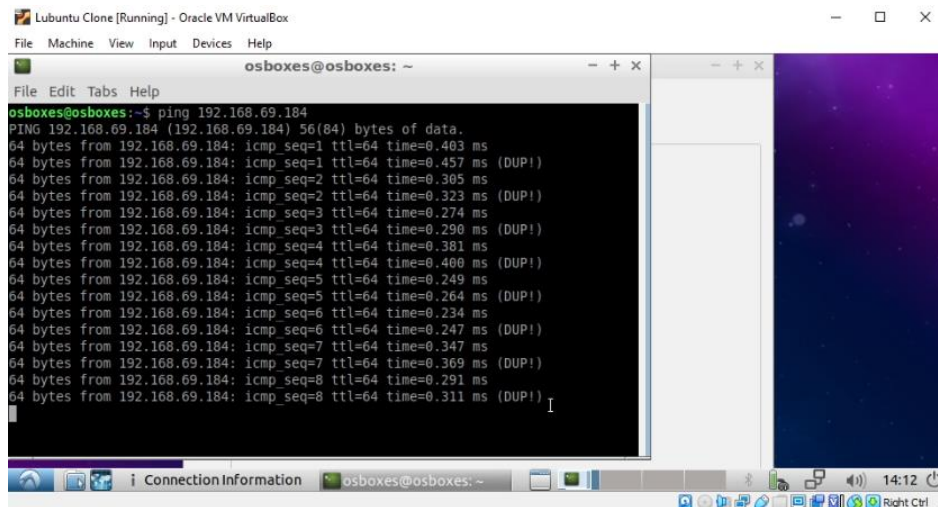 Lubuntu Clone [Running] - Oracle VM VirtualBox
File Machine View Input Devices Help
osboxes@osboxes: ~
File Edit Tabs Help
osboxes@osboxes:~$ ping 192.168.69.184
PING 192.168.69.184 (192.168.69.184) 56(84) bytes of data.
64 bytes from 192.168.69.184: icmp_seq=1 ttl=64 time=0.403 ms
64 bytes from 192.168.69.184: icmp_seq=1 ttl=64 time=0.457 ms (DUP!)
64 bytes from 192.168.69.184: icmp_seq=2 ttl=64 time=0.305 ms
64 bytes from 192.168.69.184: icmp_seq=2 ttl=64 time=0.323 ms (DUP!)
64 bytes from 192.168.69.184: icmp_seq=3 ttl=64 time=0.274 ms
64 bytes from 192.168.69.184: icmp_seq=3 ttl=64 time=0.290 ms (DUP!)
64 bytes from 192.168.69.184: icmp_seq=4 ttl=64 time=0.381 ms
64 bytes from 192.168.69.184: icmp_seq=4 ttl=64 time=0.400 ms (DUP!)
64 bytes from 192.168.69.184: icmp_seq=5 ttl=64 time=0.249 ms
64 bytes from 192.168.69.184: icmp_seq=5 ttl=64 time=0.264 ms (DUP!)
64 bytes from 192.168.69.184: icmp_seq=6 ttl=64 time=0.234 ms
64 bytes from 192.168.69.184: icmp_seq=6 ttl=64 time=0.247 ms (DUP!)
64 bytes from 192.168.69.184: icmp_seq=7 ttl=64 time=0.347 ms
64 bytes from 192.168.69.184: icmp_seq=7 ttl=64 time=0.369 ms (DUP!)
64 bytes from 192.168.69.184: icmp_seq=8 ttl=64 time=0.291 ms
64 bytes from 192.168.69.184: icmp_seq=8 ttl=64 time=0.311 ms (DUP!)
i Connection Information osboxes@osboxes: ~ 14:12
Right Ctrl